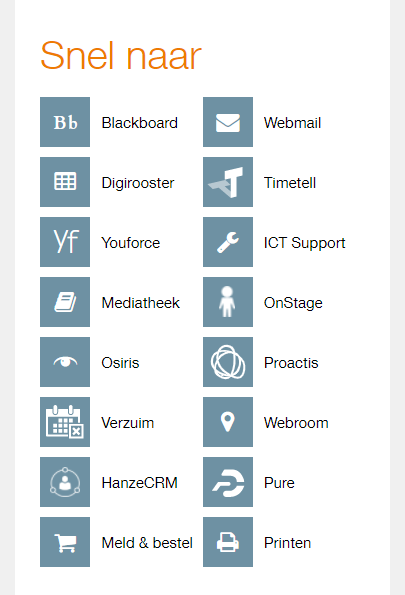 Snel naar
Bb Blackboard
Webmail
Digirooster
Timetell
Yf Youforce
ICT Support
Mediatheek
OnStage
Osiris
Proactis
Verzuim
Webroom
HanzeCRM
Pure
Meld & bestel
Printen